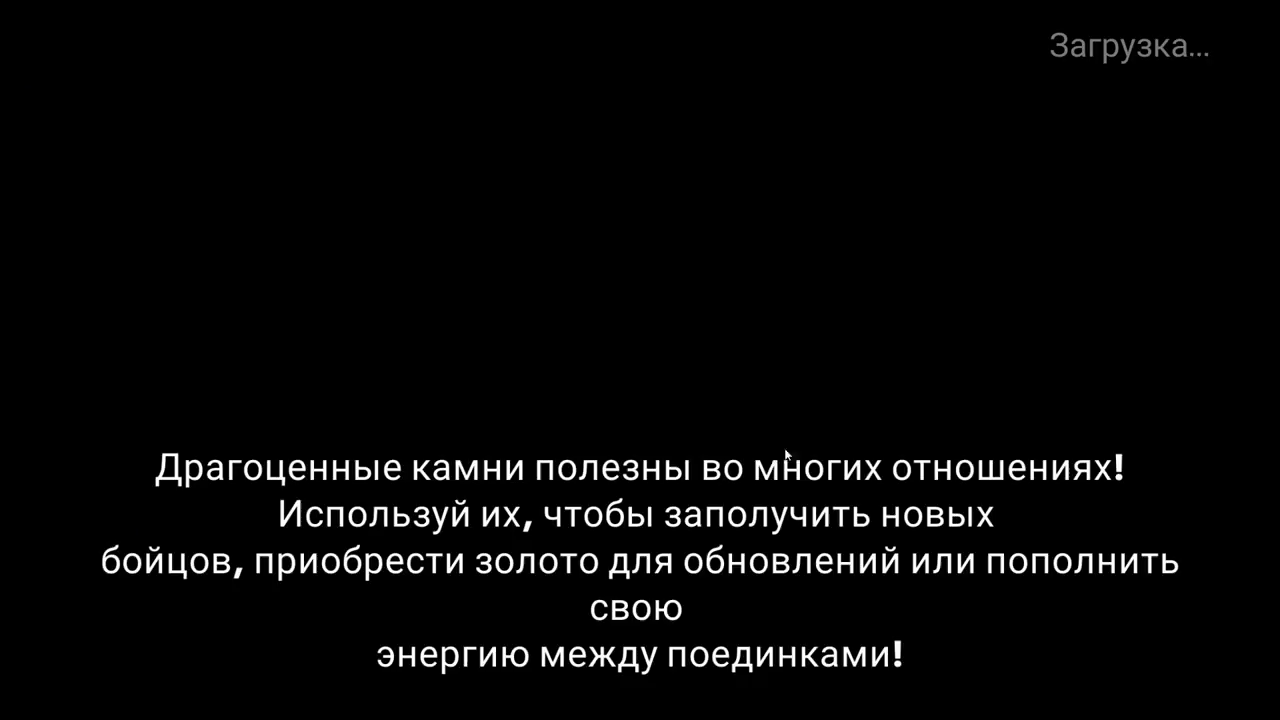 Загрузка...
Драгоценные камни полезны во многих отношениях!
Используй их, чтобы заполучить новых
бойцов, приобрести золото для обновлений или пополнить
свою
энергию между поединками!